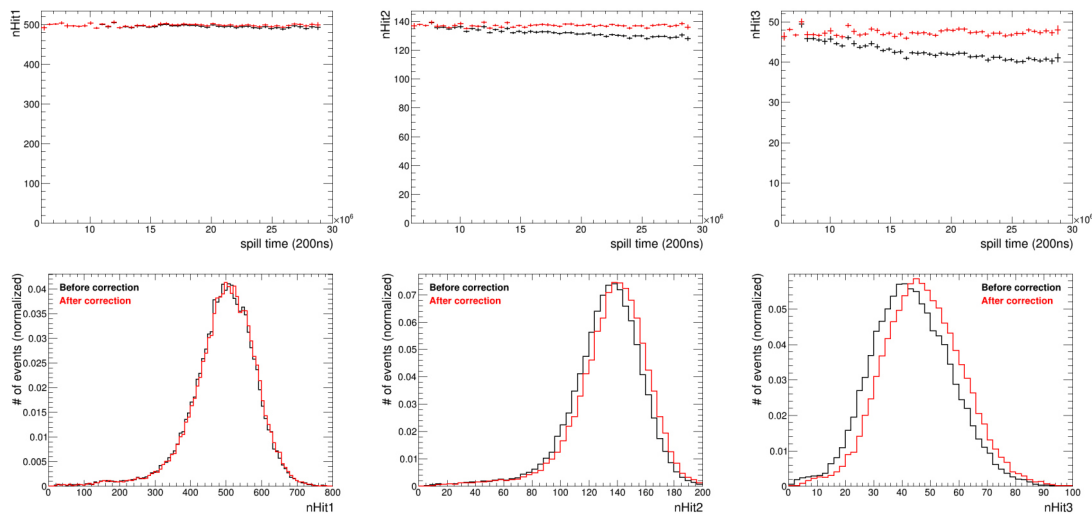 nHit1
500
400
300
200
100
0
10 15 20 25 30
×10⁶
spill time (200ns)
nHit2
140
120
100
80
60
40
20
0
10 15 20 25 30
×10⁶
spill time (200ns)
nHit3
50
40
30
20
10
0
10 15 20 25 30
×10⁶
spill time (200ns)
# of events (normalized)
0.04
0.035
0.03
0.025
0.02
0.015
0.01
0.005
0
Before correction
After correction
0 100 200 300 400 500 600 700 800
nHit1
# of events (normalized)
0.07
0.06
0.05
0.04
0.03
0.02
0.01
0
Before correction
After correction
0 20 40 60 80 100 120 140 160 180 200
nHit2
# of events (normalized)
0.05
0.04
0.03
0.02
0.01
0
Before correction
After correction
0 10 20 30 40 50 60 70 80 90 100
nHit3